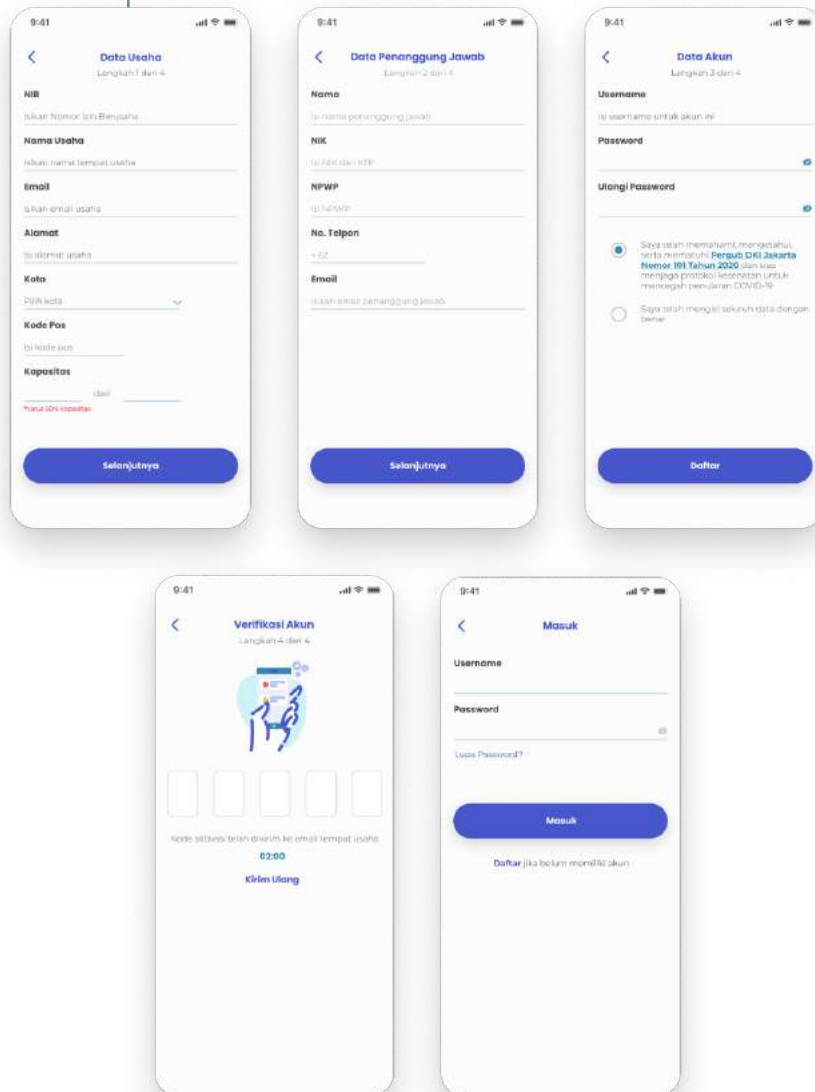 9:41
Data Usaha
Langkah 1 dari 4
NIB
Isikan Nomor Izin Berusaha
Nama Usaha
Isikan nama tempat usaha
Email
Isikan email usaha
Alamat
Isi alamat usaha
Kota
Pilih kota
Kode Pos
Isi kode pos
Kapasitas
dari
*harus 50% kapasitas
Selanjutnya
9:41
Data Penanggung Jawab
Langkah 2 dari 4
Nama
Isi nama penanggung jawab
NIK
Isi NIK dari KTP
NPWP
Isi NPWP
No. Telpon
+62
Email
Isikan email penanggung jawab
Selanjutnya
9:41
Data Akun
Langkah 3 dari 4
Username
Isi username untuk akun ini
Password
Ulangi Password
Saya telah memahami, mengetahui,
serta mematuhi Pergub DKI Jakarta
Nomor 101 Tahun 2020 dan siap
menjaga protokol kesehatan untuk
mencegah penularan COVID-19
Saya telah mengisi seluruh data dengan
benar
Daftar
9:41
Verifikasi Akun
Langkah 4 dari 4
Kode aktivasi telah dikirim ke email tempat usaha
02:00
Kirim Ulang
9:41
Masuk
Username
Password
Lupa Password?
Masuk
Daftar jika belum memiliki akun